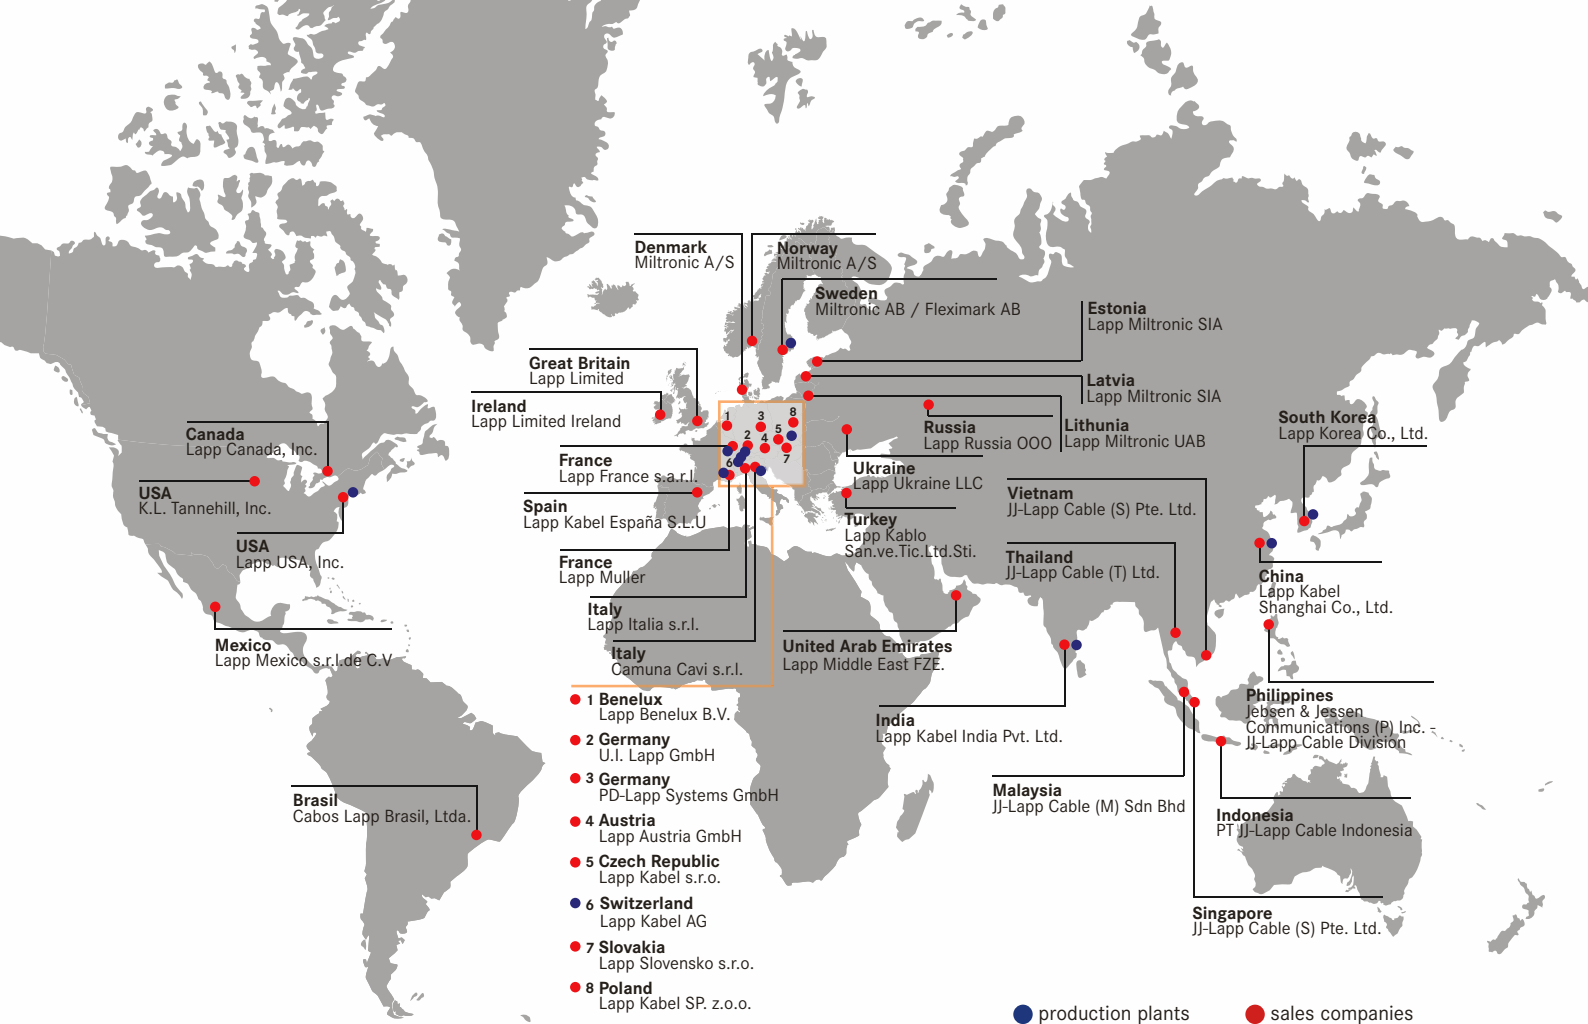 Denmark
Miltronic A/S
Norway
Miltronic A/S
Sweden
Miltronic AB / Fleximark AB
Estonia
Lapp Miltronic SIA
Great Britain
Lapp Limited
Latvia
Lapp Miltronic SIA
Ireland
Lapp Limited Ireland
Lithunia
Lapp Miltronic UAB
Russia
Lapp Russia OOO
South Korea
Lapp Korea Co., Ltd.
Canada
Lapp Canada, Inc.
USA
K.L. Tannehill, Inc.
USA
Lapp USA, Inc.
France
Lapp France s.a.r.l.
Spain
Lapp Kabel España S.L.U
France
Lapp Muller
Italy
Lapp Italia s.r.l.
Italy
Camuna Cavi s.r.l.
1
2
3
4
5
6
7
8
Ukraine
Lapp Ukraine LLC
Turkey
Lapp Kablo
San.ve.Tic.Ltd.Sti.
Vietnam
JJ-Lapp Cable (S) Pte. Ltd.
Thailand
JJ-Lapp Cable (T) Ltd.
China
Lapp Kabel
Shanghai Co., Ltd.
Mexico
Lapp Mexico s.r.l.de C.V
United Arab Emirates
Lapp Middle East FZE.
India
Lapp Kabel India Pvt. Ltd.
Philippines
Jebsen & Jessen
Communications (P) Inc. –
JJ-Lapp Cable Division
Malaysia
JJ-Lapp Cable (M) Sdn Bhd
Indonesia
PT JJ-Lapp Cable Indonesia
Singapore
JJ-Lapp Cable (S) Pte. Ltd.
Brasil
Cabos Lapp Brasil, Ltda.
1 Benelux
Lapp Benelux B.V.
2 Germany
U.I. Lapp GmbH
3 Germany
PD-Lapp Systems GmbH
4 Austria
Lapp Austria GmbH
5 Czech Republic
Lapp Kabel s.r.o.
6 Switzerland
Lapp Kabel AG
7 Slovakia
Lapp Slovensko s.r.o.
8 Poland
Lapp Kabel SP. z.o.o.
production plants
sales companies